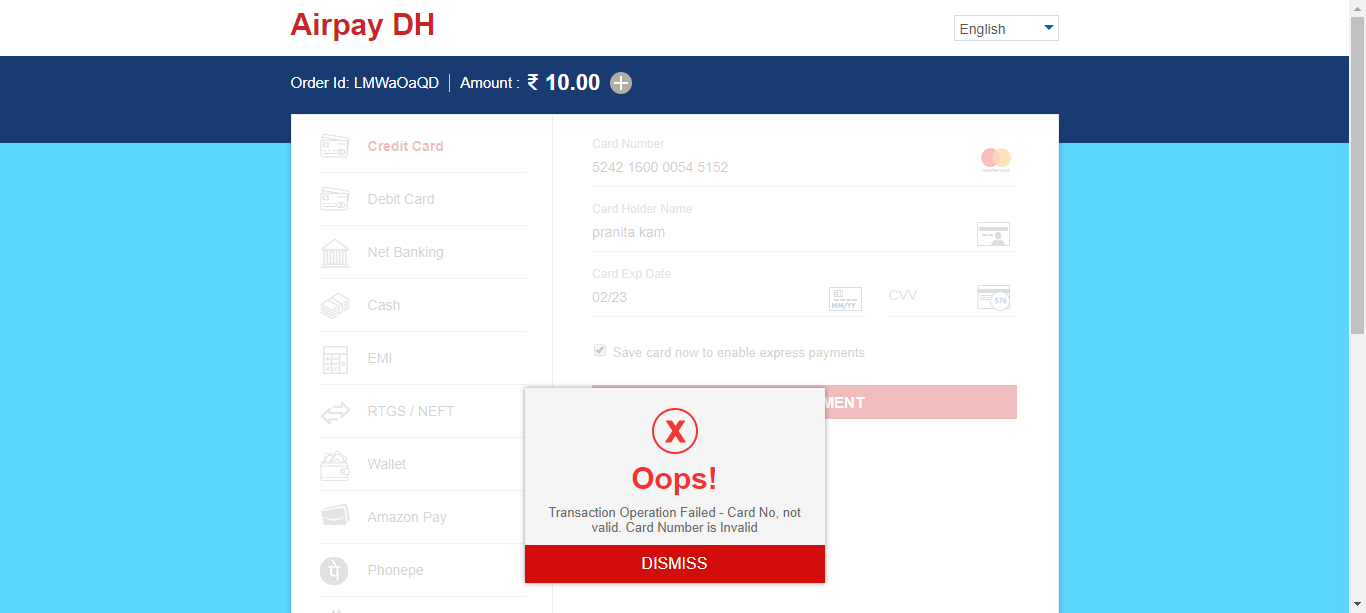 Airpay DH
English
Order Id: LMWaOaQD | Amount : ₹ 10.00
Credit Card
Debit Card
Net Banking
Cash
EMI
RTGS / NEFT
Wallet
Amazon Pay
Phonepe
Card Number
5242 1600 0054 5152
Card Holder Name
pranita kam
Card Exp Date
02/23
MM/YY
CVV
576
Save card now to enable express payments
MENT
X
Oops!
Transaction Operation Failed - Card No, not
valid. Card Number is Invalid
DISMISS